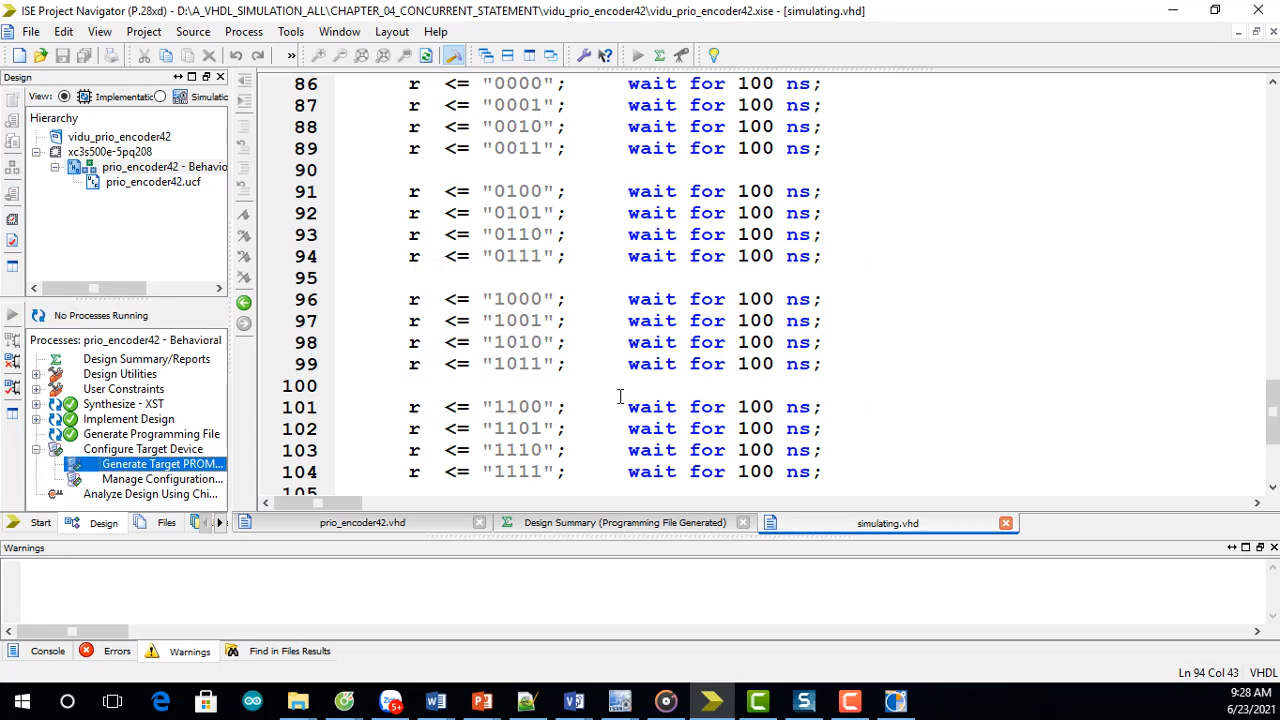 ISE Project Navigator (P.28xd) - D:\A_VHDL_SIMULATION_ALL\CHAPTER_04_CONCURRENT_STATEMENT\vidu_prio_encoder42\vidu_prio_encoder42.xise - [simulating.vhd]
File Edit View Project Source Process Tools Window Layout Help
Design
View: Implementatic Simulatic
Hierarchy
vidu_prio_encoder42
xc3s500e-5pq208
prio_encoder42 - Behavio
prio_encoder42.ucf
No Processes Running
Processes: prio_encoder42 - Behavioral
Design Summary/Reports
Design Utilities
User Constraints
Synthesize - XST
Implement Design
Generate Programming File
Configure Target Device
Generate Target PROM...
Manage Configuration...
Analyze Design Using Chi...
Start Design Files
86 r <= "0000"; wait for 100 ns;
87 r <= "0001"; wait for 100 ns;
88 r <= "0010"; wait for 100 ns;
89 r <= "0011"; wait for 100 ns;
90
91 r <= "0100"; wait for 100 ns;
92 r <= "0101"; wait for 100 ns;
93 r <= "0110"; wait for 100 ns;
94 r <= "0111"; wait for 100 ns;
95
96 r <= "1000"; wait for 100 ns;
97 r <= "1001"; wait for 100 ns;
98 r <= "1010"; wait for 100 ns;
99 r <= "1011"; wait for 100 ns;
100
101 r <= "1100"; wait for 100 ns;
102 r <= "1101"; wait for 100 ns;
103 r <= "1110"; wait for 100 ns;
104 r <= "1111"; wait for 100 ns;
105
prio_encoder42.vhd Design Summary (Programming File Generated) simulating.vhd
Warnings
Console Errors Warnings Find in Files Results
Ln 94 Col 43 VHDL
9:28 AM
6/23/2021